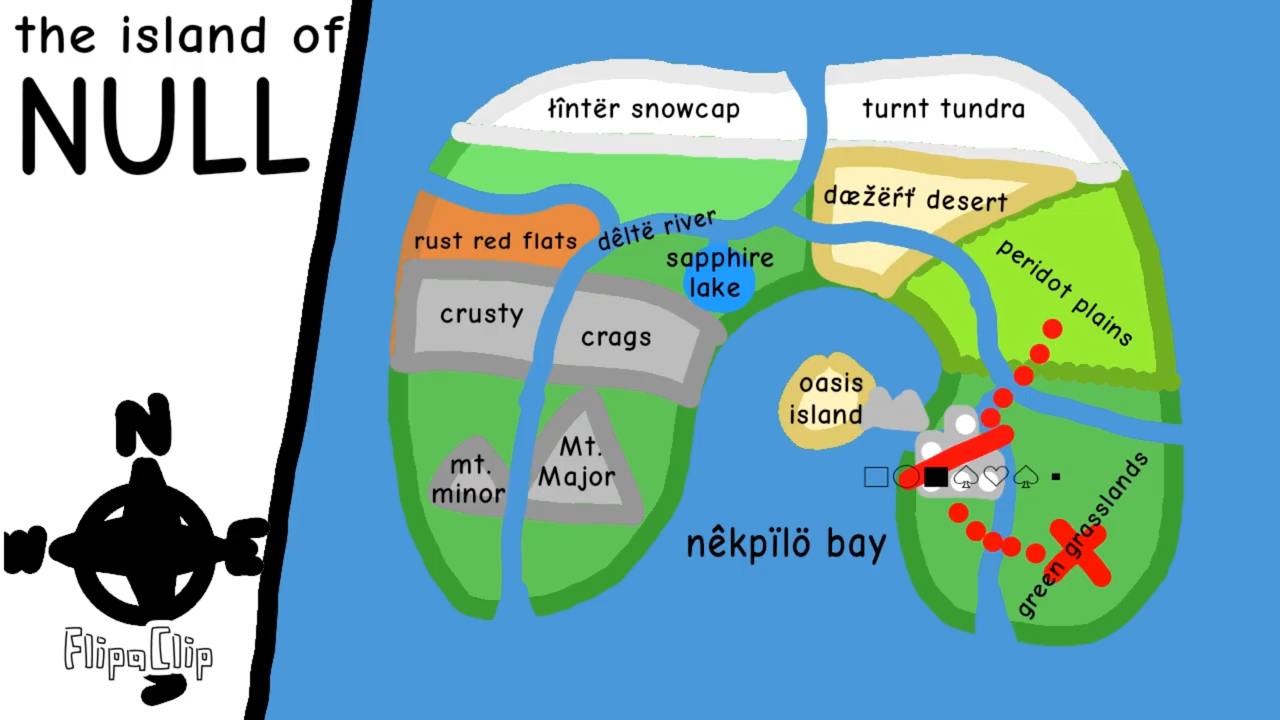 the island of
NULL
łîntër snowcap
turnt tundra
dœžëŕť desert
rust red flats
dêltë river
sapphire
lake
peridot plains
crusty
crags
oasis
island
mt.
minor
Mt.
Major
□○■♤♡♤▪
nêkpïlö bay
green grasslands
N
W
E
S
FlipaClip